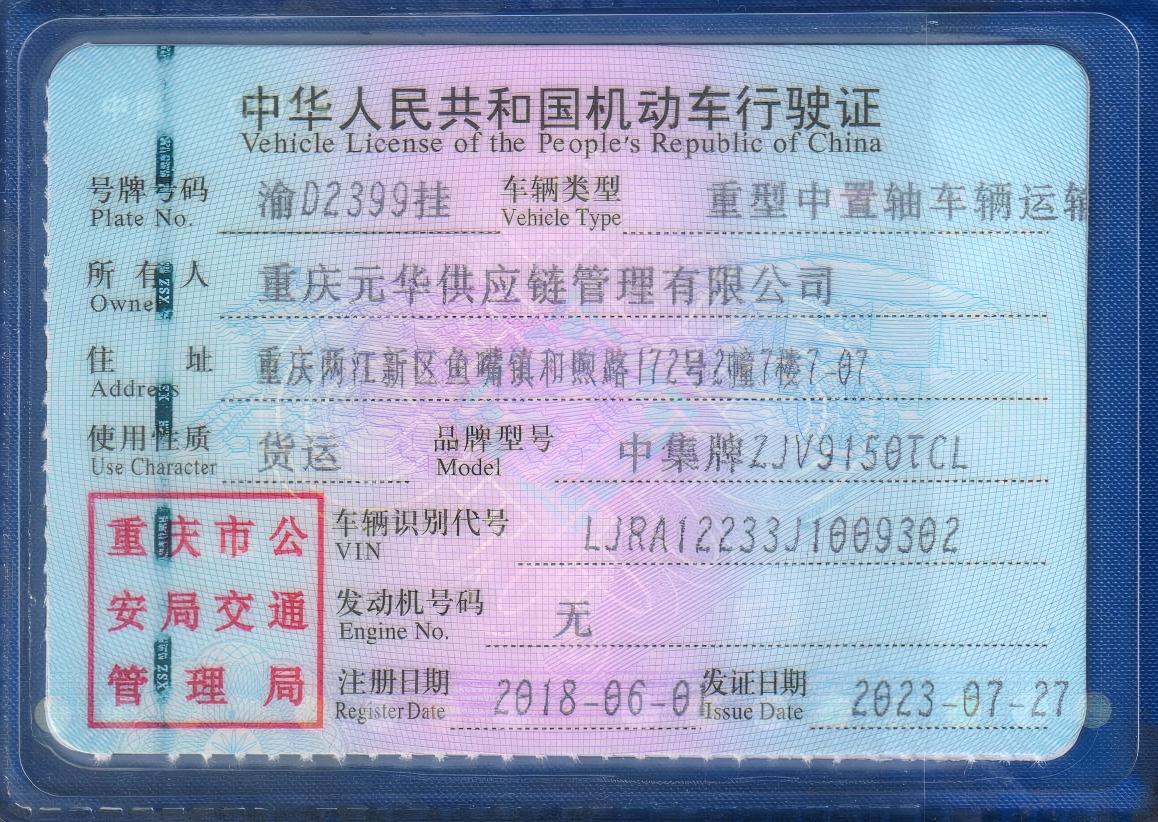 中华人民共和国机动车行驶证
Vehicle License of the People's Republic of China
号牌号码 渝D2399挂 车辆类型 重型中置轴车辆运输
Plate No. Vehicle Type
所有人 重庆元华供应链管理有限公司
Owner
住址 重庆两江新区鱼嘴镇和煦路172号2幢7楼7-07
Address
使用性质 货运 品牌型号 中集牌ZJV9150TCL
Use Character Model
重庆市公
安局交通
管理局
车辆识别代号 LJRA12233J1009302
VIN
发动机号码 无
Engine No.
注册日期 2018-06-01 发证日期 2023-07-27
Register Date Issue Date